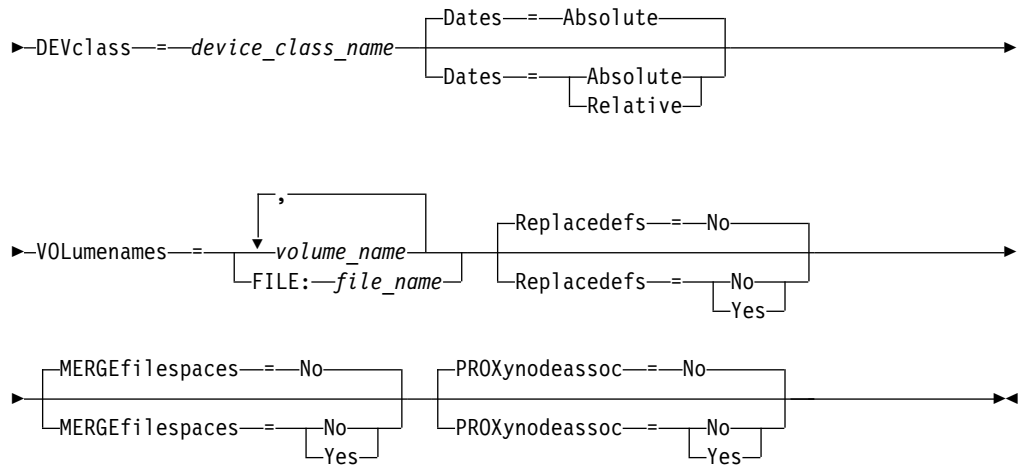 Dates = Absolute
DEVclass = device_class_name
Dates = Absolute
Relative
,
VOLumenames = volume_name
FILE: file_name
Replacedefs = No
Replacedefs = No
Yes
MERGEfilespaces = No
MERGEfilespaces = No
Yes
PROXynodeassoc = No
PROXynodeassoc = No
Yes